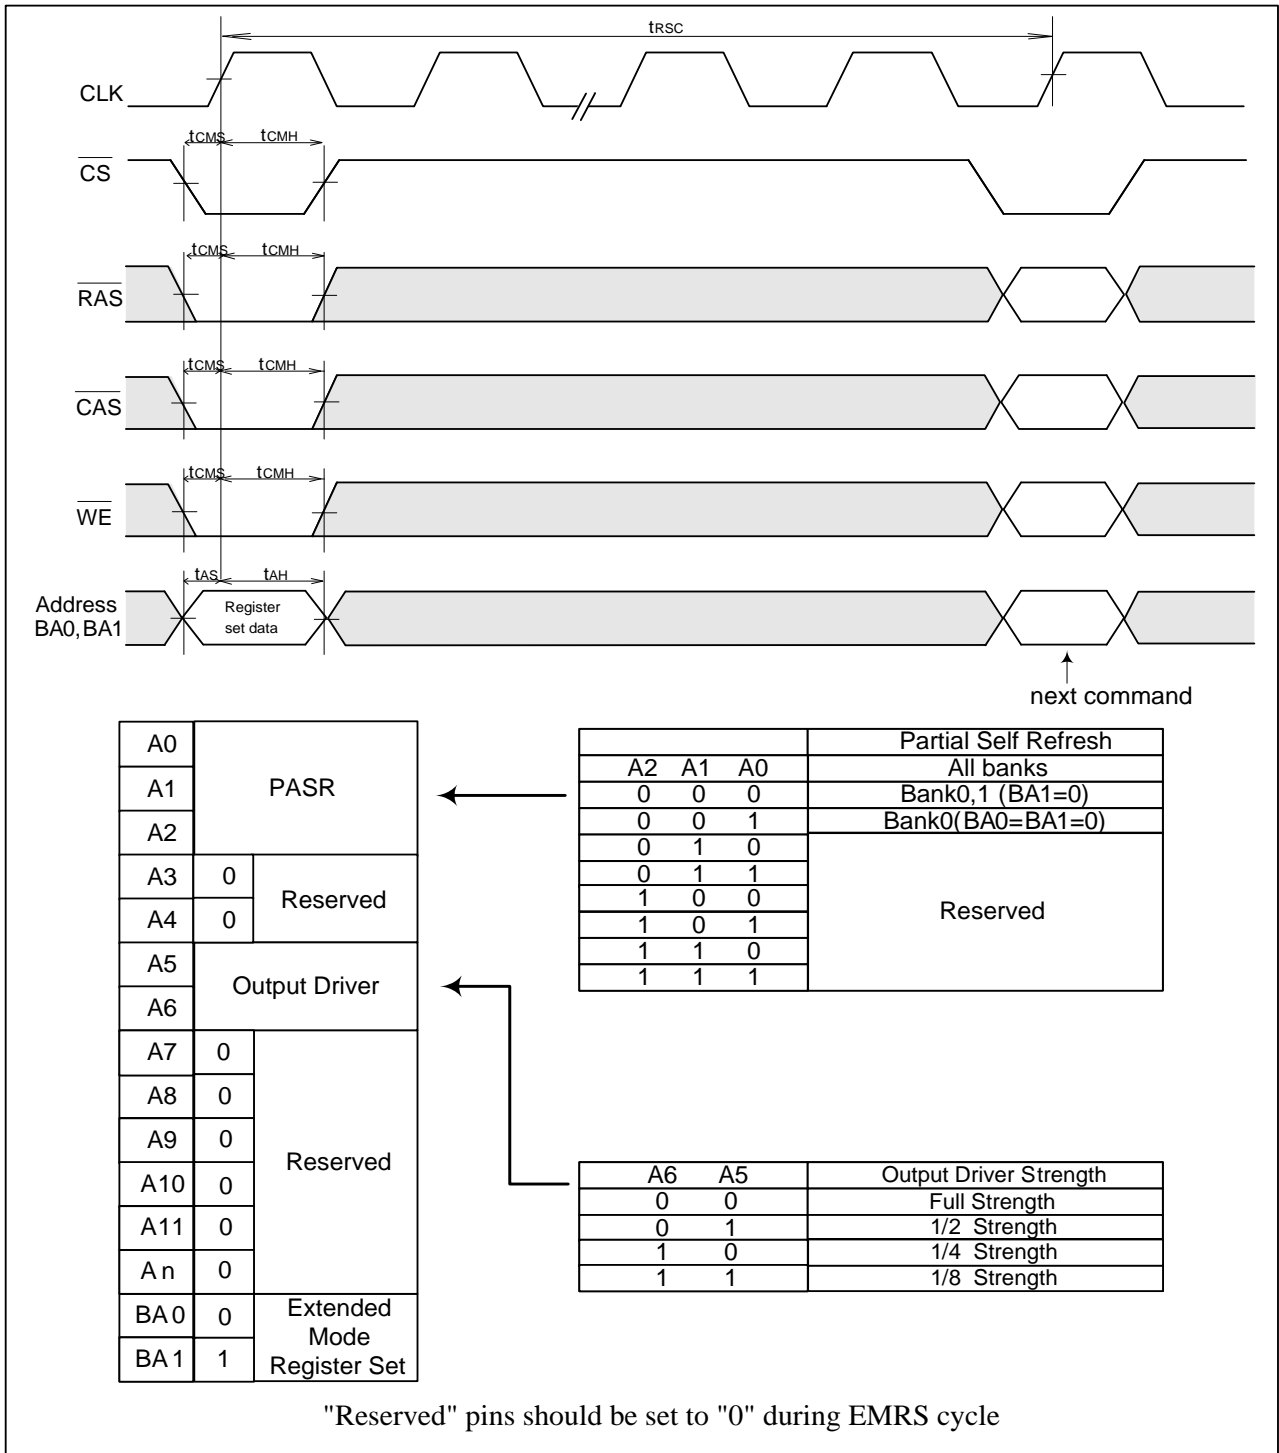 tRSC
CLK
tCMS tCMH
CS
tCMS tCMH
RAS
tCMS tCMH
CAS
tCMS tCMH
WE
tAS tAH
Address
BA0, BA1
Register
set data
next command
A0
A1
A2
PASR
A3 0
A4 0
Reserved
A5
A6
Output Driver
A7 0
A8 0
A9 0
A10 0
A11 0
An 0
Reserved
BA0 0
BA1 1
Extended
Mode
Register Set
Partial Self Refresh
A2 A1 A0 All banks
0 0 0 Bank0,1 (BA1=0)
0 0 1 Bank0(BA0=BA1=0)
0 1 0
0 1 1
1 0 0
1 0 1
1 1 0
1 1 1
Reserved
A6 A5 Output Driver Strength
0 0 Full Strength
0 1 1/2 Strength
1 0 1/4 Strength
1 1 1/8 Strength
"Reserved" pins should be set to "0" during EMRS cycle